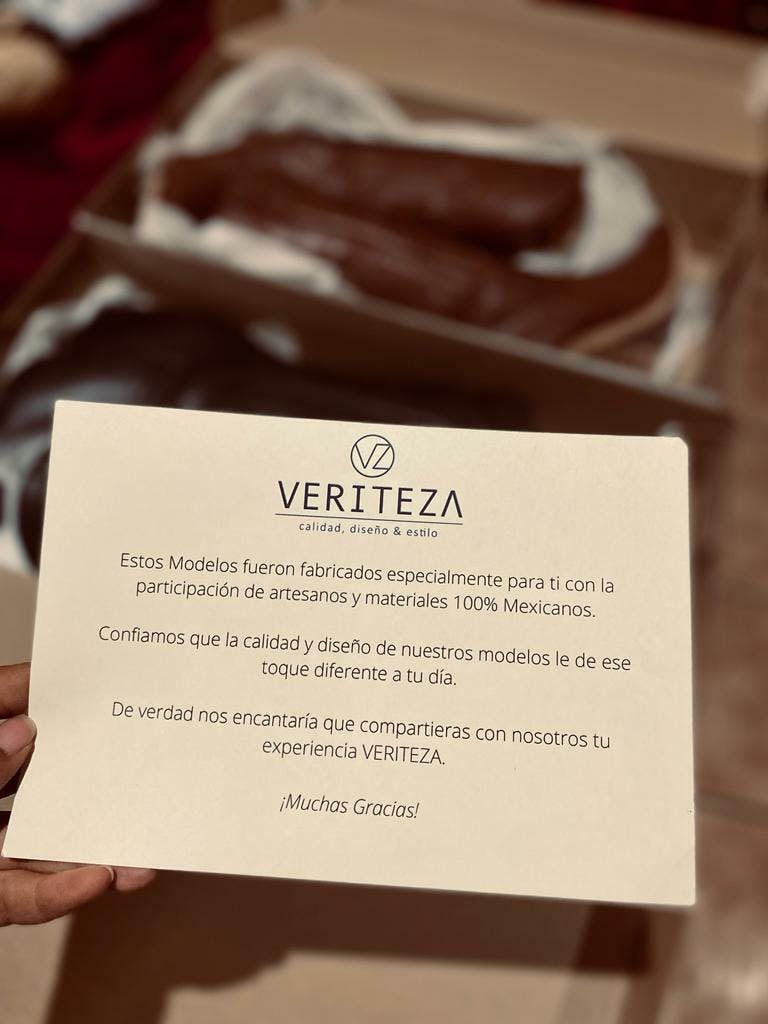 VZ
VERITEZA
calidad, diseño & estilo
Estos Modelos fueron fabricados especialmente para ti con la
participación de artesanos y materiales 100% Mexicanos.
Confiamos que la calidad y diseño de nuestros modelos le de ese
toque diferente a tu día.
De verdad nos encantaría que compartieras con nosotros tu
experiencia VERITEZA.
¡Muchas Gracias!